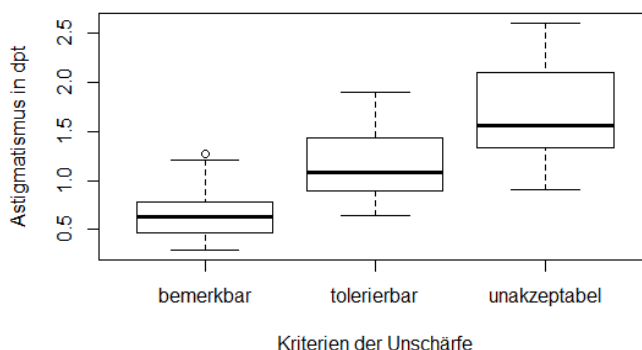 Astigmatismus in dpt
2.5
2.0
1.5
1.0
0.5
bemerkbar tolerierbar unakzeptabel
Kriterien der Unschärfe